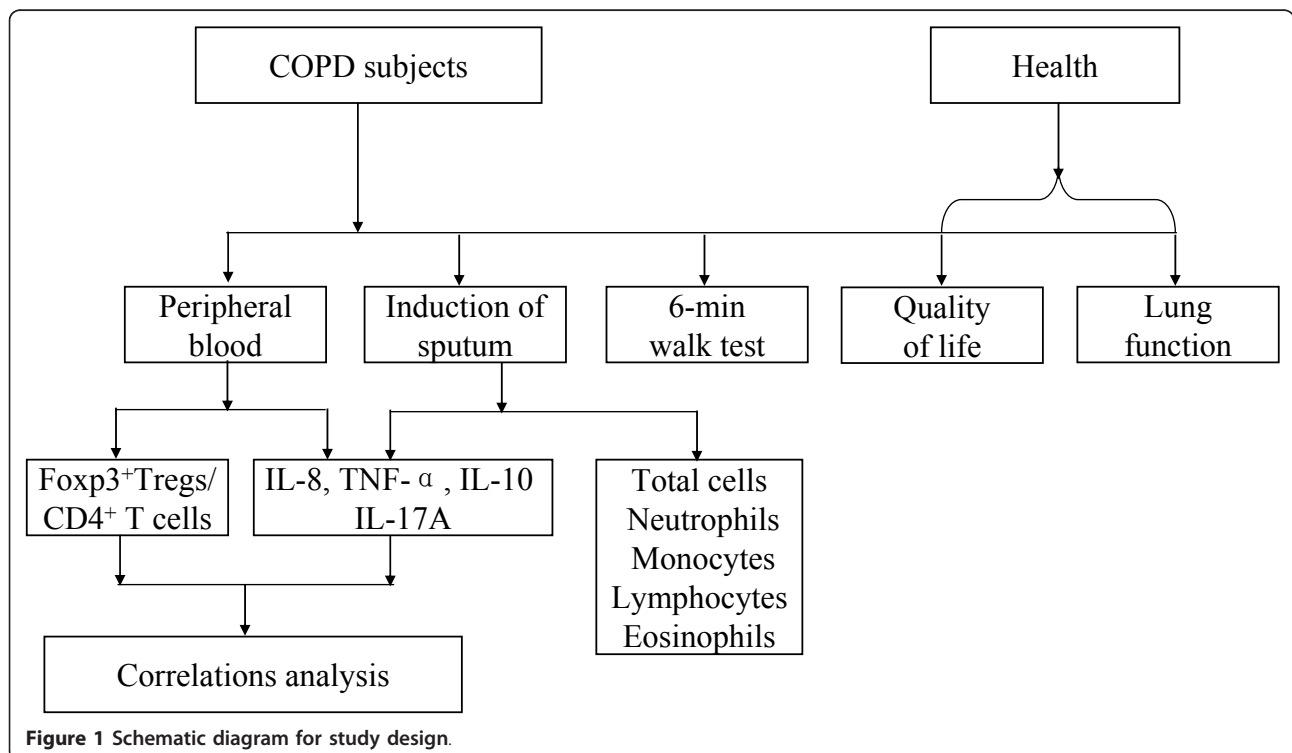 COPD subjects
Health
Peripheral
blood
Induction of
sputum
6-min
walk test
Quality
of life
Lung
function
Foxp3⁺Tregs/
CD4⁺ T cells
IL-8, TNF-α, IL-10
IL-17A
Total cells
Neutrophils
Monocytes
Lymphocytes
Eosinophils
Correlations analysis
Figure 1 Schematic diagram for study design.